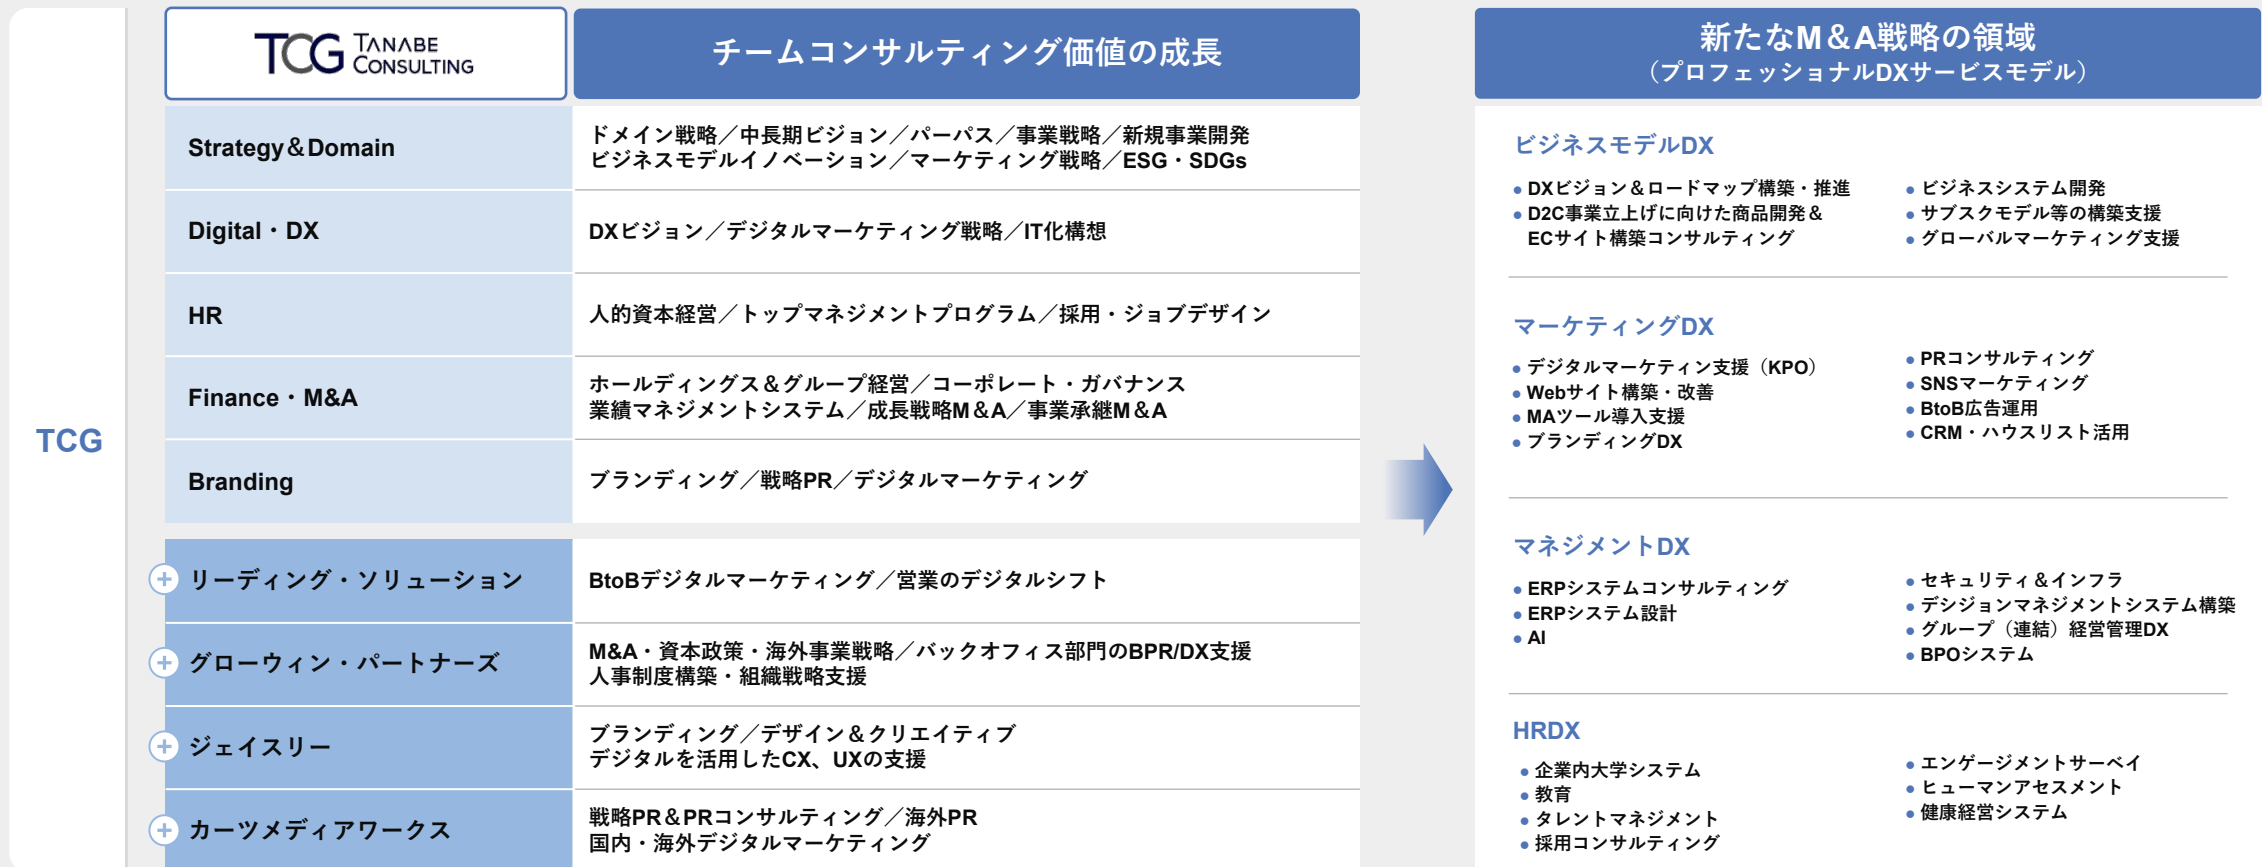 TCG
TCG TANABE CONSULTING
チームコンサルティング価値の成長
Strategy＆Domain
ドメイン戦略／中長期ビジョン／パーパス／事業戦略／新規事業開発
ビジネスモデルイノベーション／マーケティング戦略／ESG・SDGs
Digital・DX
DXビジョン／デジタルマーケティング戦略／IT化構想
HR
人的資本経営／トップマネジメントプログラム／採用・ジョブデザイン
Finance・M&A
ホールディングス＆グループ経営／コーポレート・ガバナンス
業績マネジメントシステム／成長戦略M＆A／事業承継M＆A
Branding
ブランディング／戦略PR／デジタルマーケティング
+ リーディング・ソリューション
BtoBデジタルマーケティング／営業のデジタルシフト
+ グローウィン・パートナーズ
M&A・資本政策・海外事業戦略／バックオフィス部門のBPR/DX支援
人事制度構築・組織戦略支援
+ ジェイスリー
ブランディング／デザイン＆クリエイティブ
デジタルを活用したCX、UXの支援
+ カーツメディアワークス
戦略PR＆PRコンサルティング／海外PR
国内・海外デジタルマーケティング
新たなM＆A戦略の領域
（プロフェッショナルDXサービスモデル）
ビジネスモデルDX
● DXビジョン＆ロードマップ構築・推進
● D2C事業立上げに向けた商品開発＆
ECサイト構築コンサルティング
● ビジネスシステム開発
● サブスクモデル等の構築支援
● グローバルマーケティング支援
マーケティングDX
● デジタルマーケティン支援（KPO）
● Webサイト構築・改善
● MAツール導入支援
● ブランディングDX
● PRコンサルティング
● SNSマーケティング
● BtoB広告運用
● CRM・ハウスリスト活用
マネジメントDX
● ERPシステムコンサルティング
● ERPシステム設計
● AI
● セキュリティ＆インフラ
● デシジョンマネジメントシステム構築
● グループ（連結）経営管理DX
● BPOシステム
HRDX
● 企業内大学システム
● 教育
● タレントマネジメント
● 採用コンサルティング
● エンゲージメントサーベイ
● ヒューマンアセスメント
● 健康経営システム